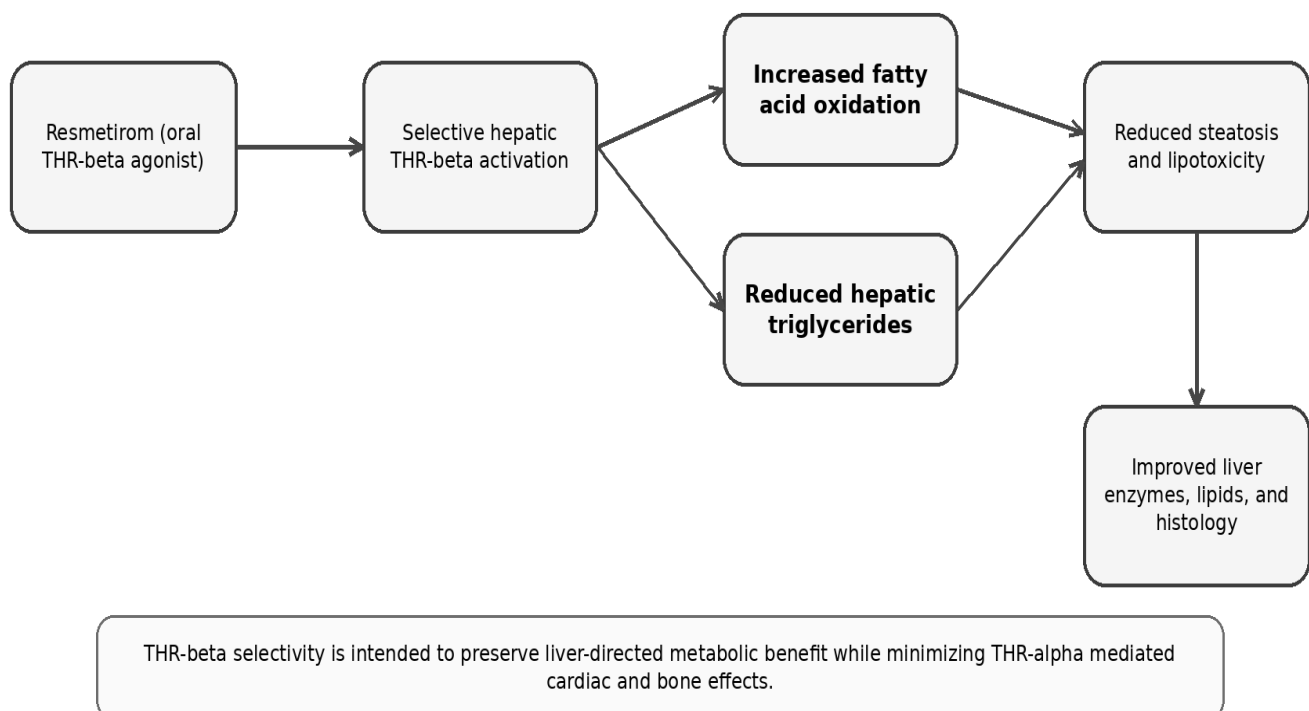 Resmetirom (oral
THR-beta agonist)
Selective hepatic
THR-beta activation
Increased fatty
acid oxidation
Reduced hepatic
triglycerides
Reduced steatosis
and lipotoxicity
Improved liver
enzymes, lipids, and
histology
THR-beta selectivity is intended to preserve liver-directed metabolic benefit while minimizing THR-alpha mediated
cardiac and bone effects.